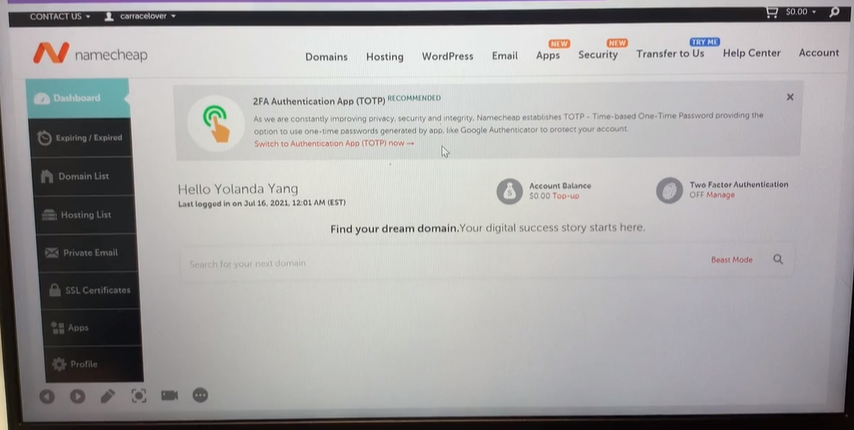 CONTACT US
carracelover
$0.00
namecheap
Domains
Hosting
WordPress
Email
NEW
Apps
NEW
Security
TRY ME
Transfer to Us
Help Center
Account
Dashboard
Expiring / Expired
Domain List
Hosting List
Private Email
SSL Certificates
Apps
Profile
2FA Authentication App (TOTP) RECOMMENDED
As we are constantly improving privacy, security and integrity, Namecheap establishes TOTP - Time-based One-Time Password providing the
option to use one-time passwords generated by app, like Google Authenticator to protect your account.
Switch to Authentication App (TOTP) now →
Hello Yolanda Yang
Last logged in on Jul 16, 2021, 12:01 AM (EST)
Account Balance
$0.00 Top-up
Two Factor Authentication
OFF Manage
Find your dream domain.Your digital success story starts here.
Search for your next domain
Beast Mode